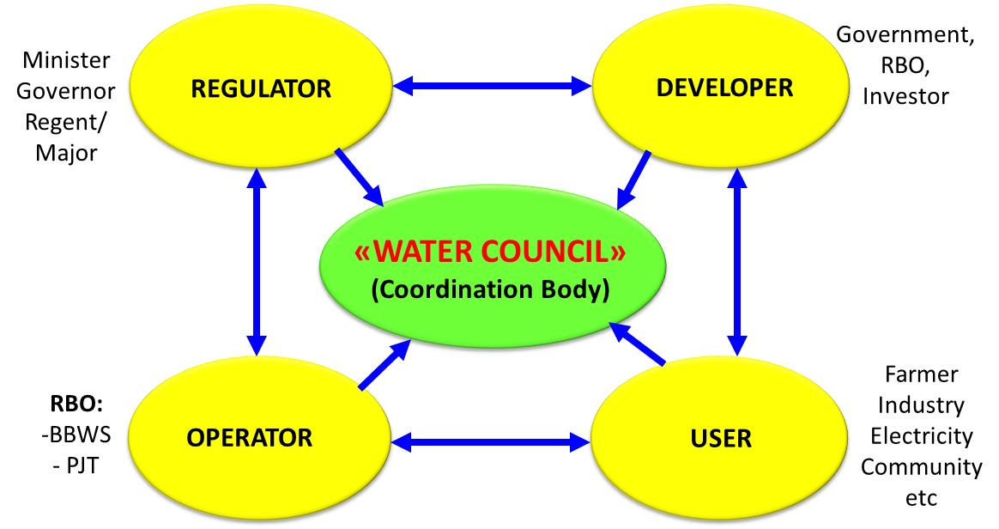 Minister
Governor
Regent/
Major
REGULATOR
DEVELOPER
Government,
RBO,
Investor
«WATER COUNCIL»
(Coordination Body)
RBO:
-BBWS
- PJT
OPERATOR
USER
Farmer
Industry
Electricity
Community
etc